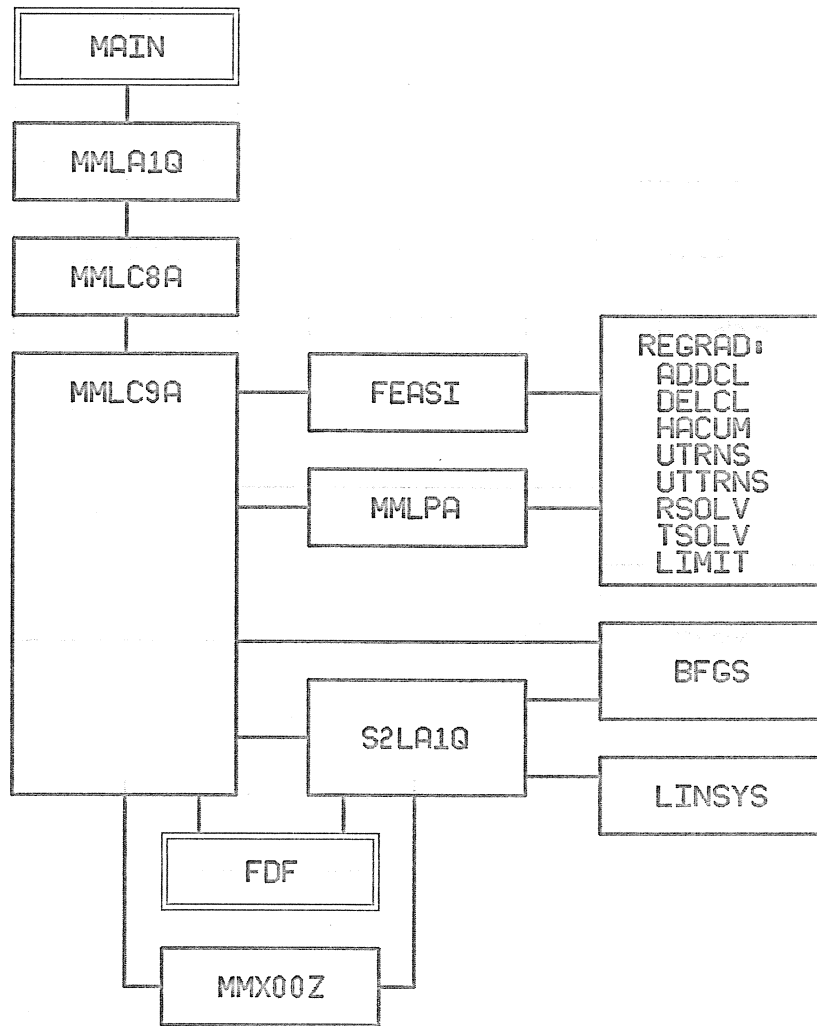 MAIN
MMLA1Q
MMLC8A
MMLC9A
FEASI
MMLPA
REGRAD:
ADDCL
DELCL
HACUM
UTRNS
UTTRNS
RSOLV
TSOLV
LIMIT
BFGS
S2LA1Q
LINSYS
FDF
MMX00Z